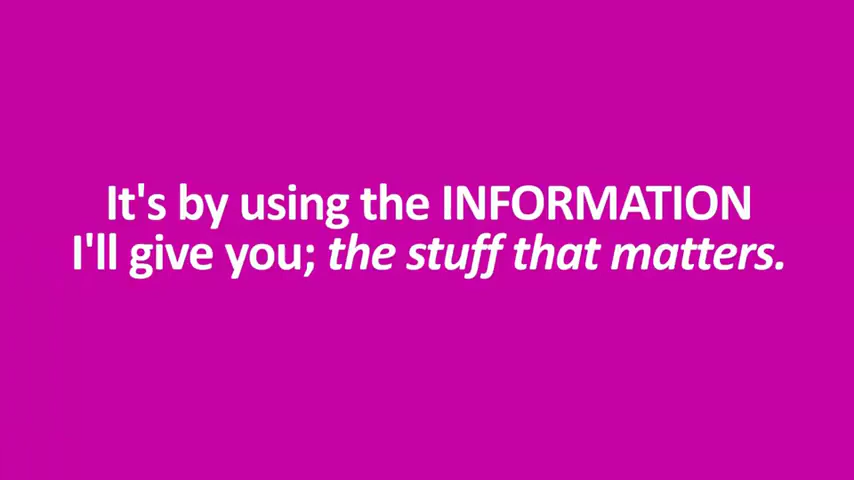 It's by using the INFORMATION
I'll give you; the stuff that matters.